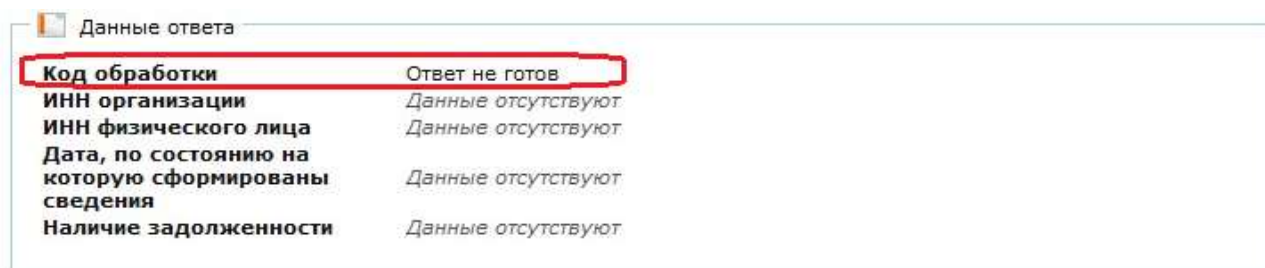 Данные ответа
Код обработки Ответ не готов
ИНН организации Данные отсутствуют
ИНН физического лица Данные отсутствуют
Дата, по состоянию на
которую сформированы Данные отсутствуют
сведения
Наличие задолженности Данные отсутствуют